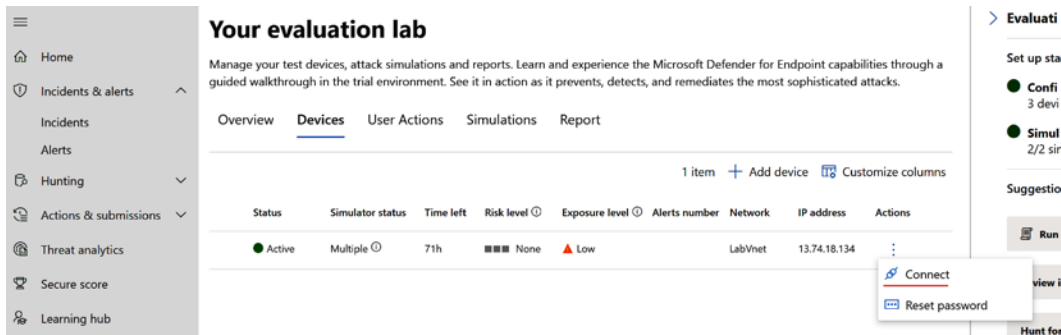 Your evaluation lab
Manage your test devices, attack simulations and reports. Learn and experience the Microsoft Defender for Endpoint capabilities through a
guided walkthrough in the trial environment. See it in action as it prevents, detects, and remediates the most sophisticated attacks.
Home
Incidents & alerts
Incidents
Alerts
Hunting
Actions & submissions
Threat analytics
Secure score
Learning hub
Overview Devices User Actions Simulations Report
1 item Add device Customize columns
Status Simulator status Time left Risk level Exposure level Alerts number Network IP address Actions
Active Multiple 71h None Low LabVnet 13.74.18.134
Connect
Reset password
Evaluati
Set up sta
Confi
3 devi
Simul
2/2 sir
Suggestio
Run
view i
Hunt for